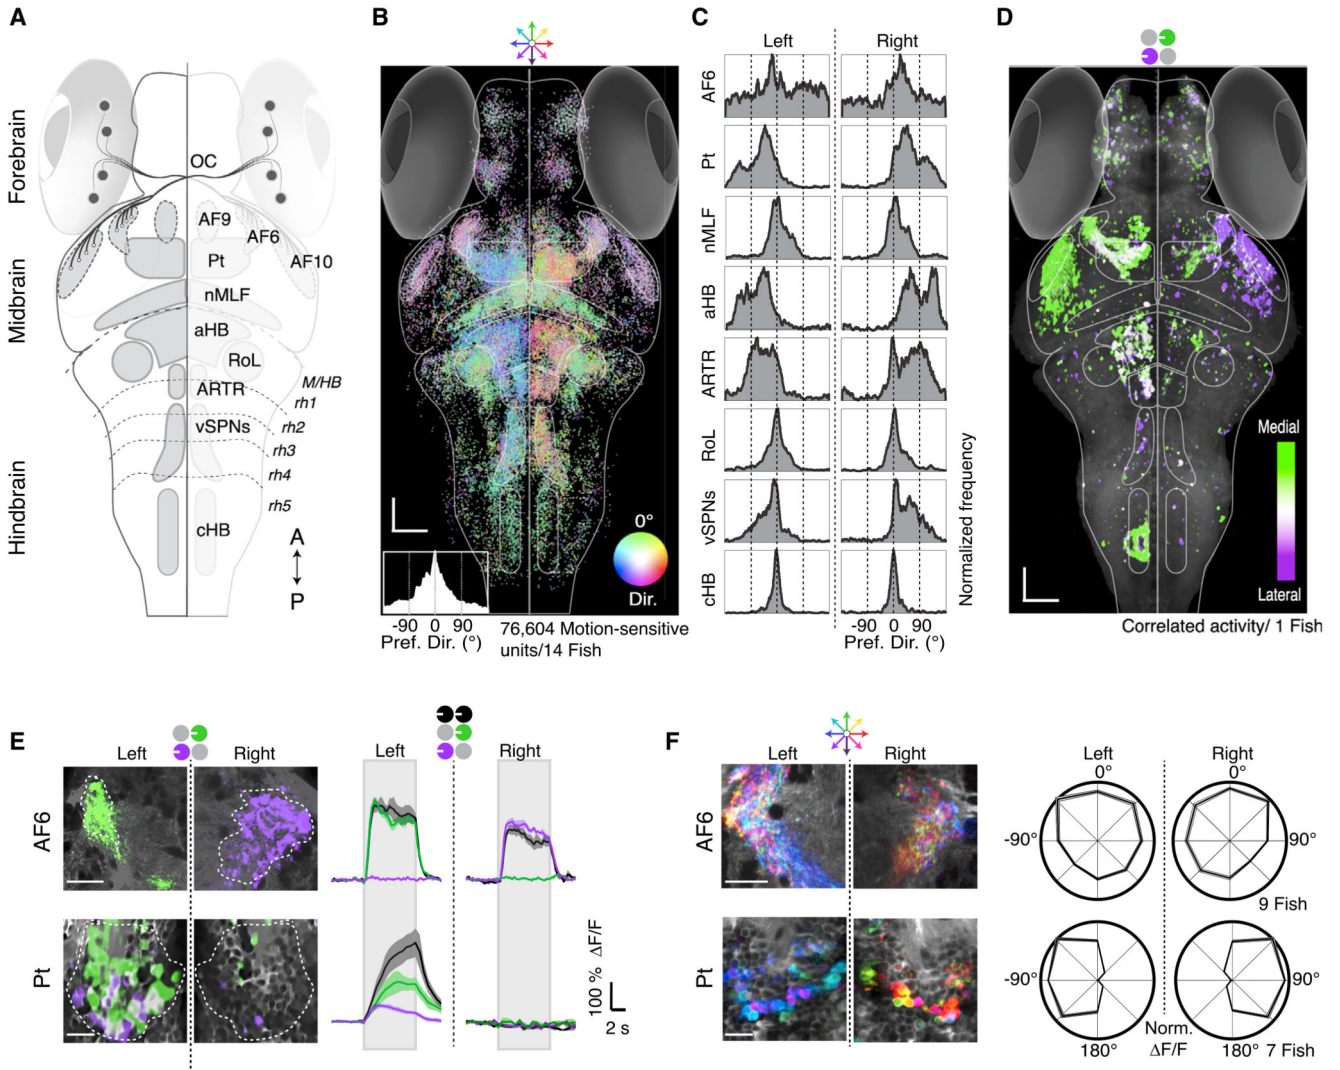 A
Forebrain
Midbrain
Hindbrain
OC
AF9
AF6
Pt
AF10
nMLF
aHB
RoL
ARTR
M/HB
rh1
vSPNs
rh2
rh3
rh4
rh5
cHB
A
P
B
0°
Dir.
-90 0 90
Pref. Dir. (°)
76,604 Motion-sensitive
units/14 Fish
C
Left Right
AF6
Pt
nMLF
aHB
ARTR
RoL
vSPNs
cHB
Normalized frequency
-90 0 90
Pref. Dir. (°)
D
Medial
Lateral
Correlated activity/ 1 Fish
E
Left Right
Left Right
AF6
Pt
100 % ΔF/F
2 s
F
Left Right
AF6
Pt
Left Right
0° 0°
-90° 90°
9 Fish
-90° 90°
Norm.
180° ΔF/F 180° 7 Fish